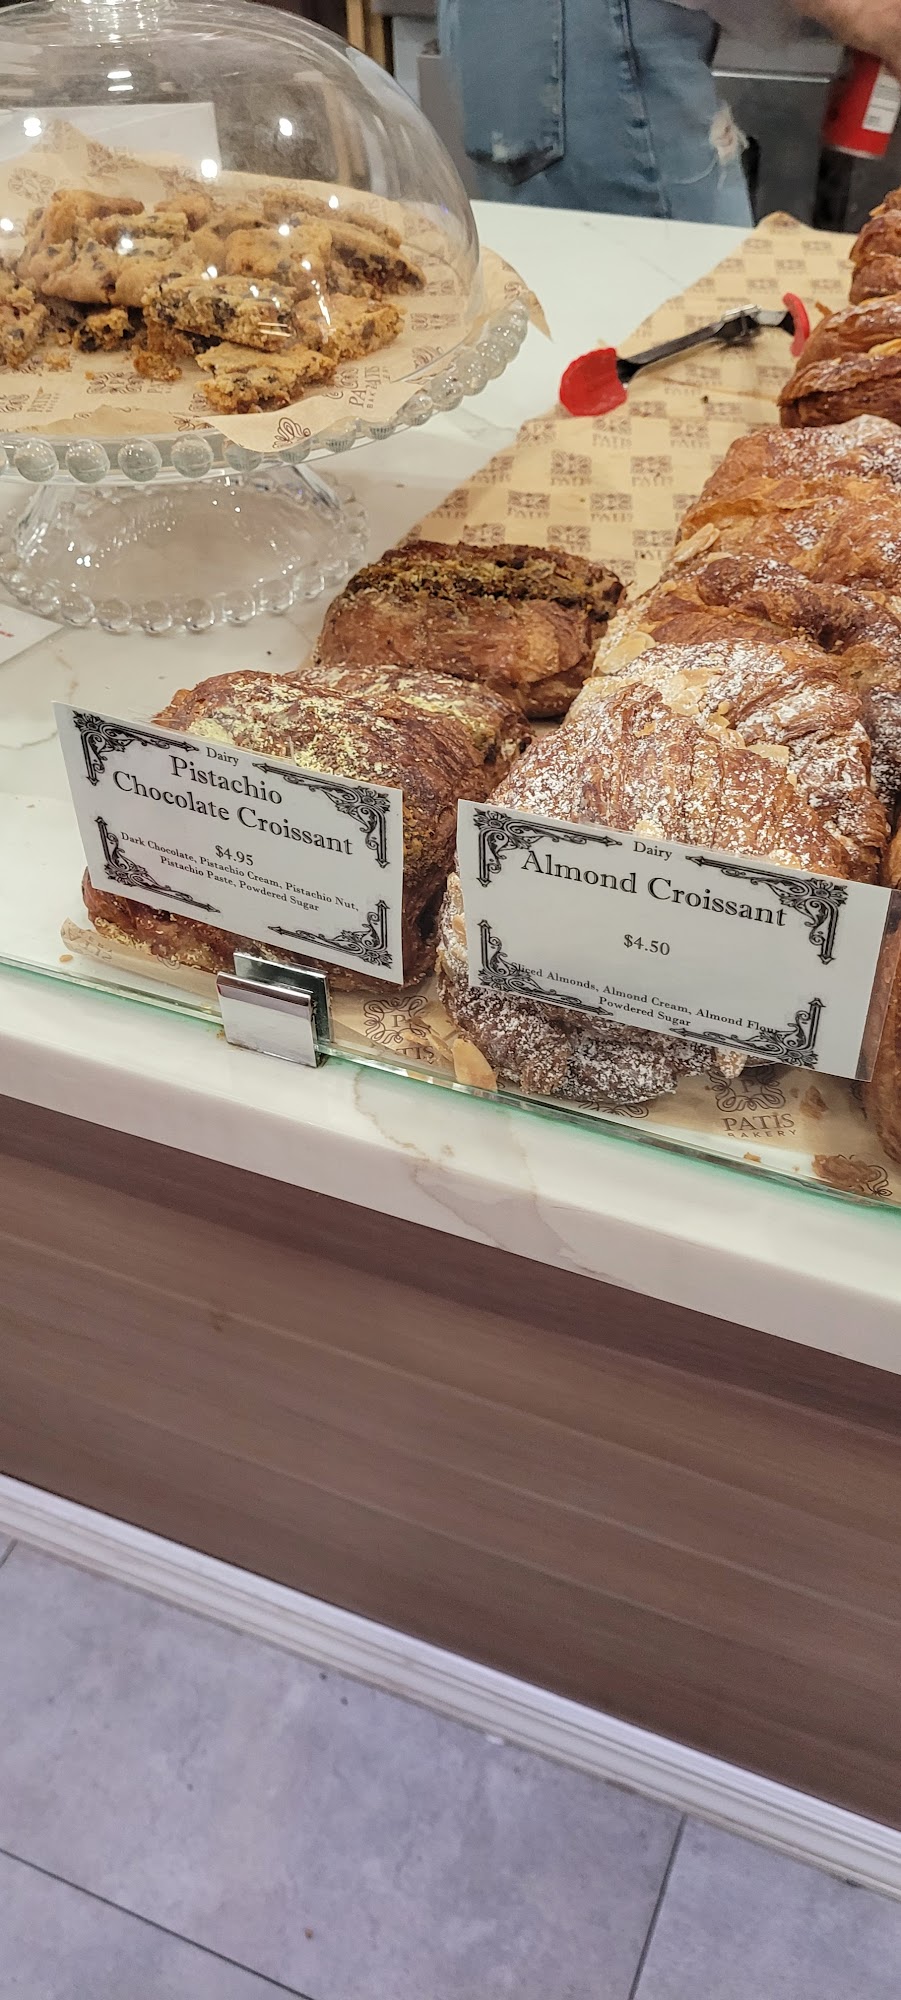 Dairy
Pistachio
Chocolate Croissant
$4.95
Dark Chocolate, Pistachio Cream, Pistachio Nut,
Pistachio Paste, Powdered Sugar
Dairy
Almond Croissant
$4.50
Sliced Almonds, Almond Cream, Almond Flour
Powdered Sugar
PATIS
PATIS
BAKERY